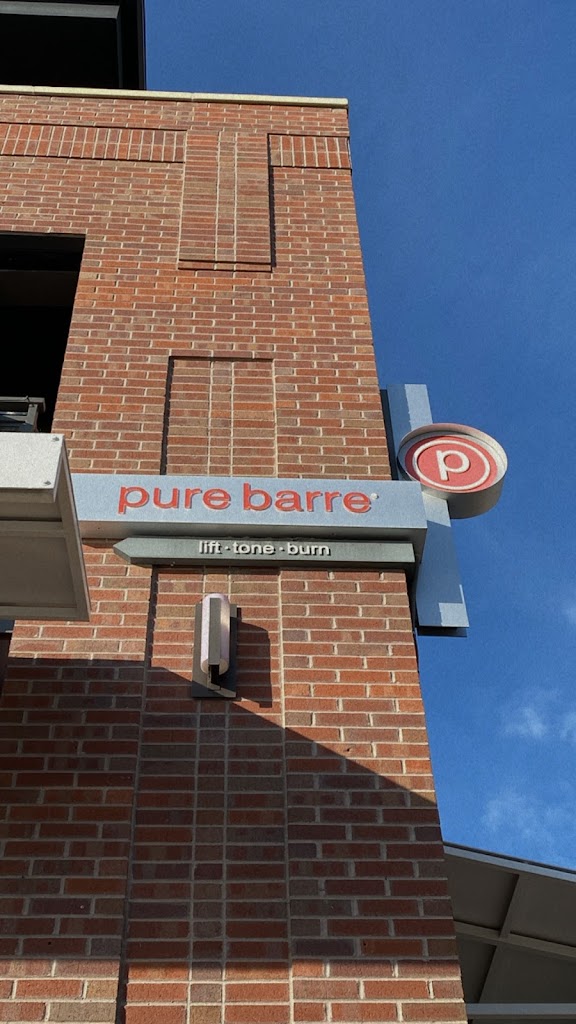 pure barre
lift · tone · burn
p